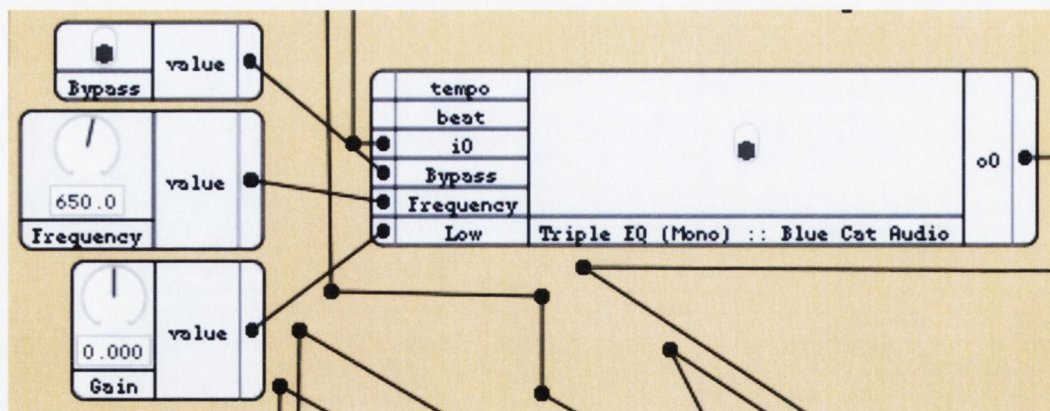 value
Bypass
value
650.0
Frequency
value
0.000
Gain
tempo
beat
i0
Bypass
Frequency
Low
Triple EQ (Mono) :: Blue Cat Audio
o0